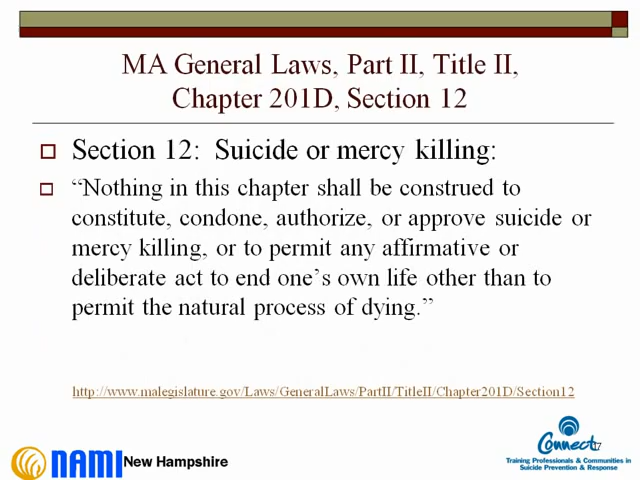 MA General Laws, Part II, Title II,
Chapter 201D, Section 12
Section 12: Suicide or mercy killing:
“Nothing in this chapter shall be construed to
constitute, condone, authorize, or approve suicide or
mercy killing, or to permit any affirmative or
deliberate act to end one’s own life other than to
permit the natural process of dying.”
http://www.malegislature.gov/Laws/GeneralLaws/PartII/TitleII/Chapter201D/Section12
NAMI New Hampshire
Connect 17
Training Professionals & Communities in
Suicide Prevention & Response